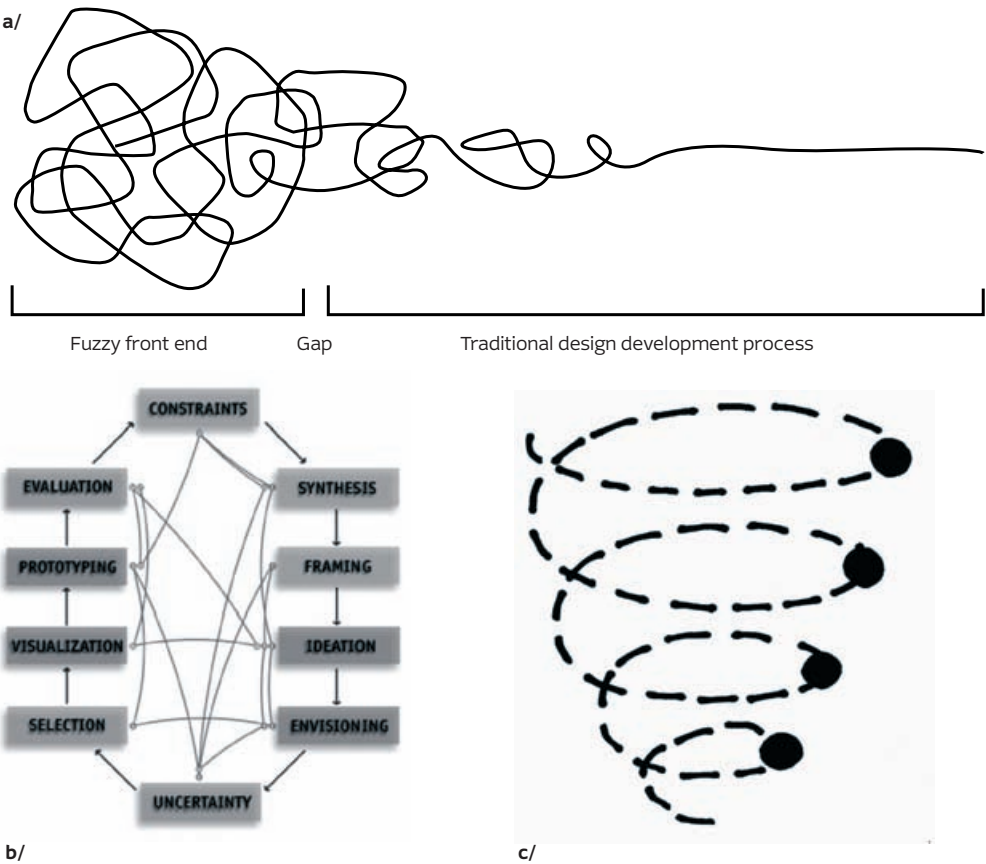 a/
Fuzzy front end
Gap
Traditional design development process
CONSTRAINTS
EVALUATION
SYNTHESIS
PROTOTYPING
FRAMING
VISUALIZATION
IDEATION
SELECTION
ENVISIONING
UNCERTAINTY
b/
c/